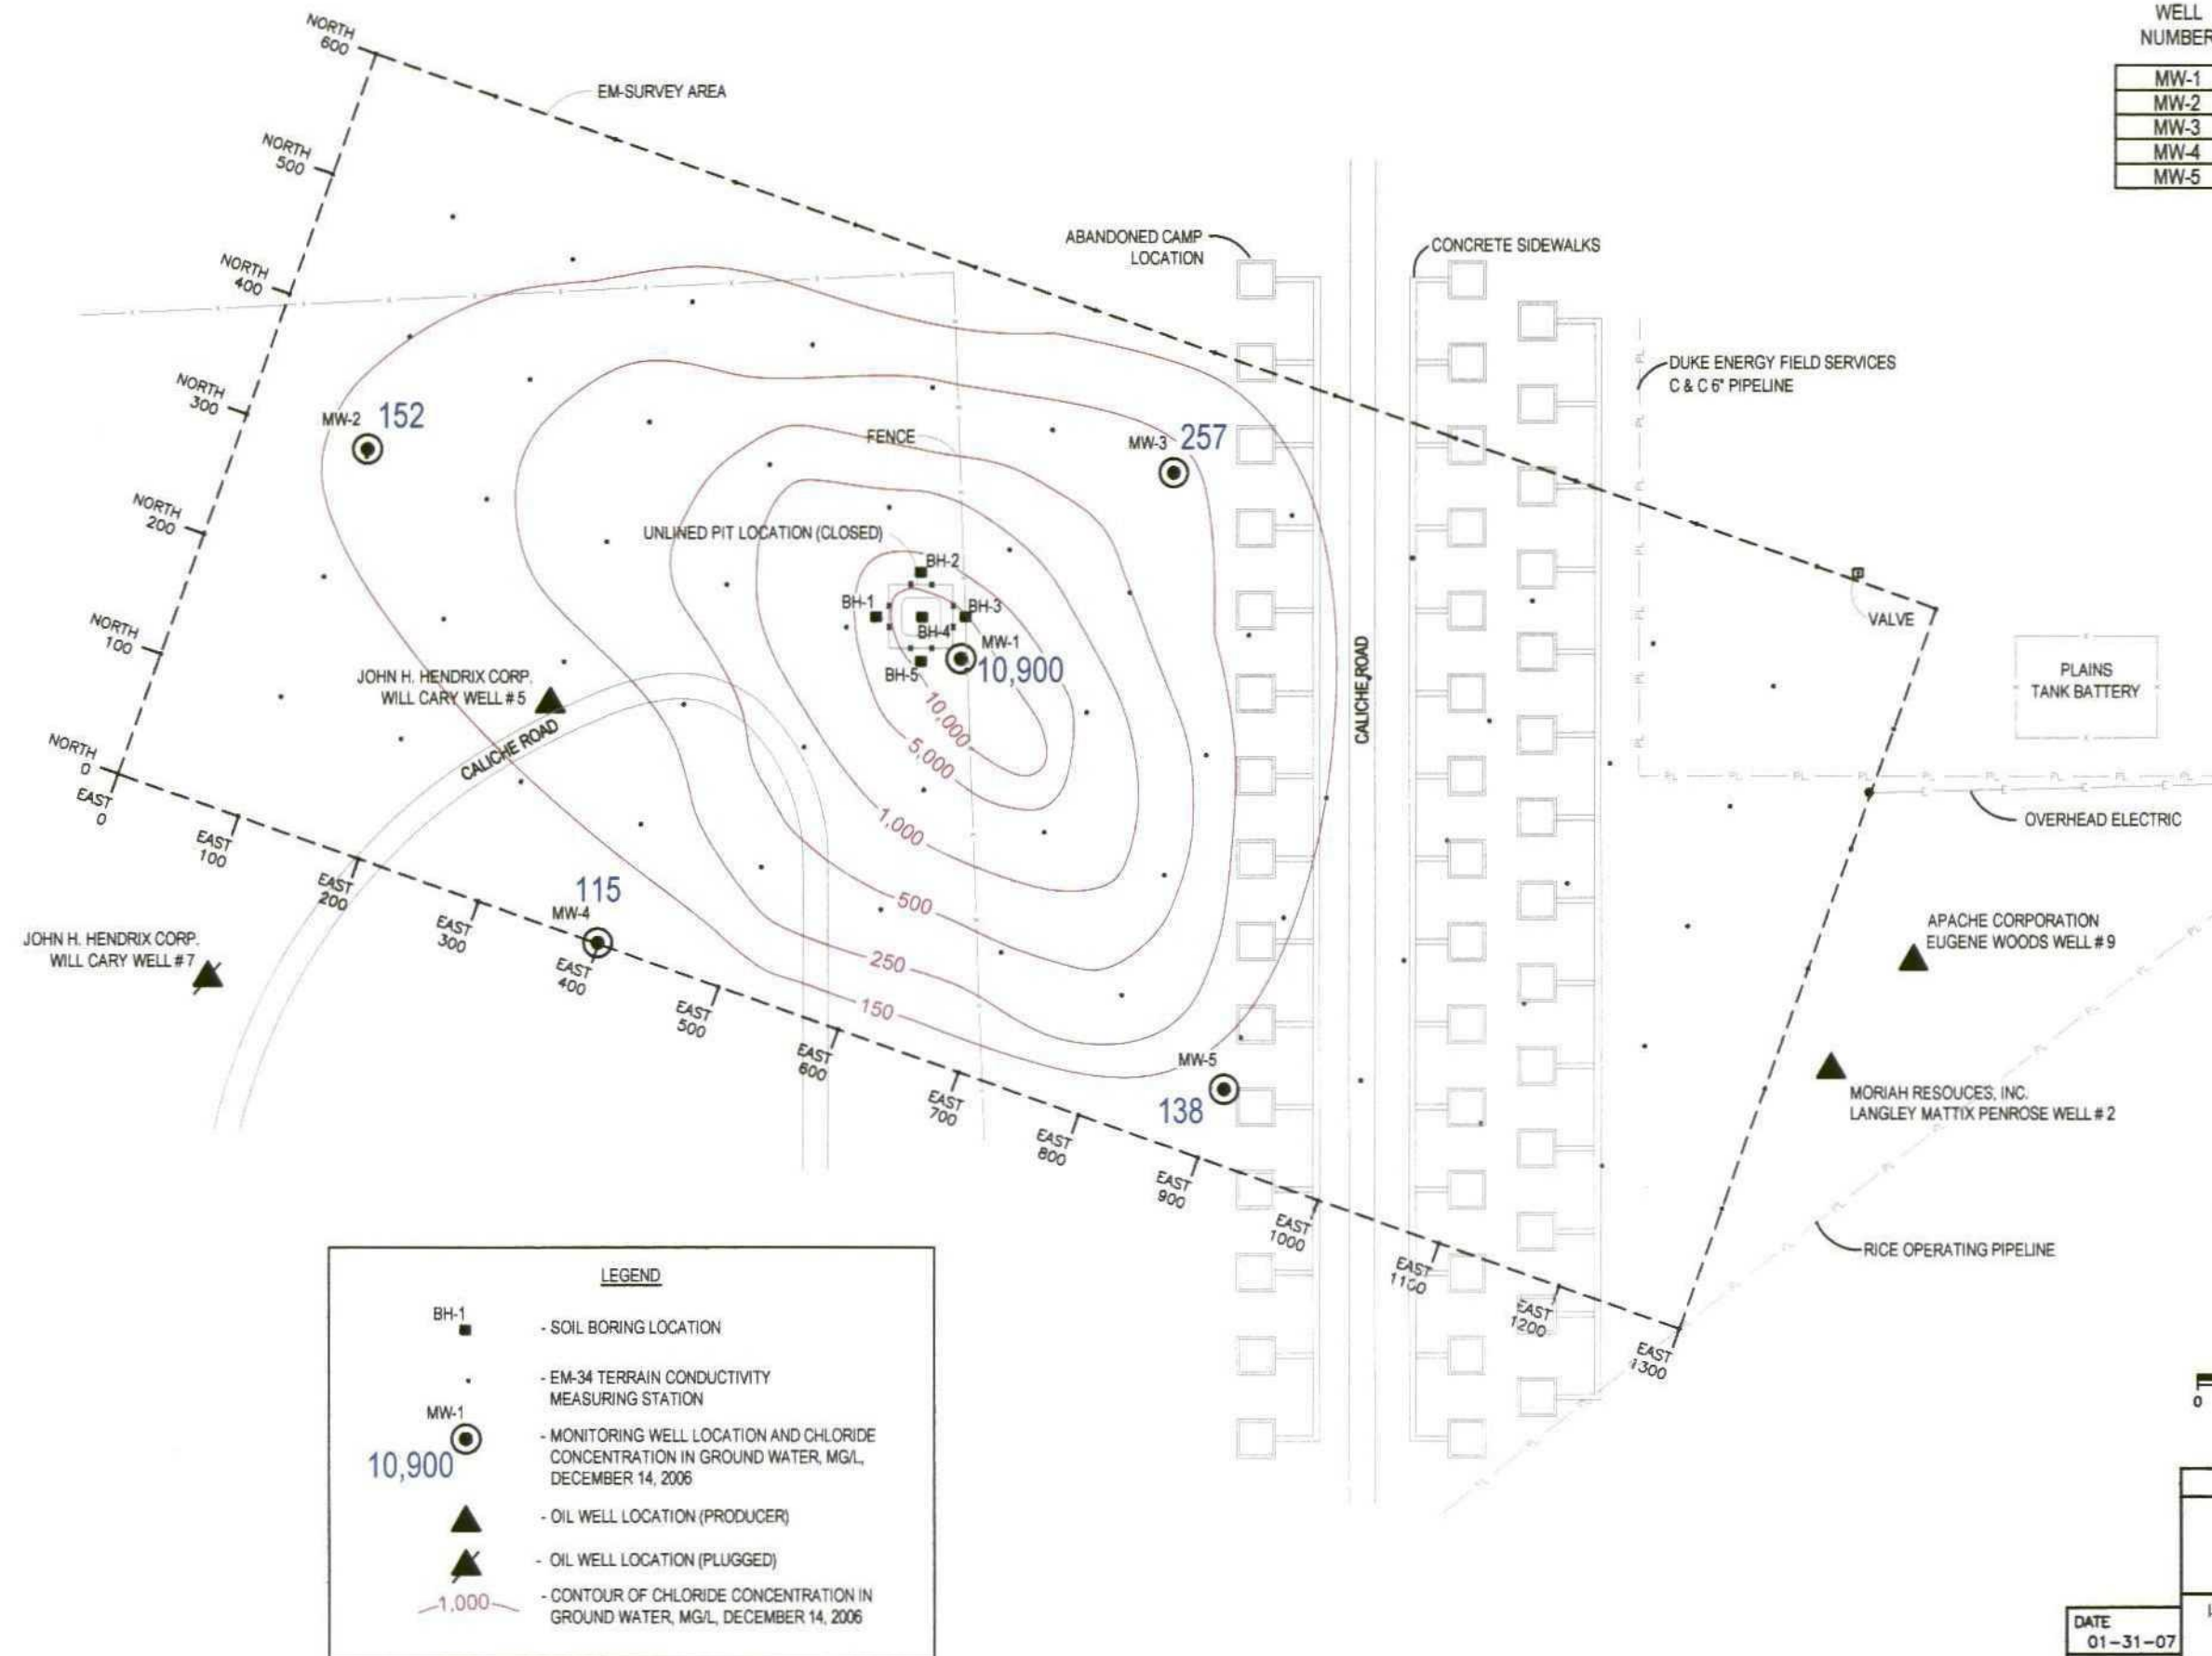 WELL
NUMBER
MW-1
MW-2
MW-3
MW-4
MW-5
NORTH
600
NORTH
500
NORTH
400
NORTH
300
NORTH
200
NORTH
100
NORTH
0
EAST
0
EAST
100
EAST
200
EAST
300
EAST
400
EAST
500
EAST
600
EAST
700
EAST
800
EAST
900
EAST
1000
EAST
1100
EAST
1200
EAST
1300
EM-SURVEY AREA
ABANDONED CAMP
LOCATION
CONCRETE SIDEWALKS
DUKE ENERGY FIELD SERVICES
C & C 6" PIPELINE
MW-2 152
FENCE
MW-3 257
UNLINED PIT LOCATION (CLOSED)
BH-2
BH-1
BH-3
BH-4
MW-1
BH-5
10,900
10,000
5,000
1,000
500
250
150
JOHN H. HENDRIX CORP.
WILL CARY WELL # 5
CALICHE ROAD
CALICHE ROAD
VALVE
PLAINS
TANK BATTERY
OVERHEAD ELECTRIC
115
MW-4
JOHN H. HENDRIX CORP.
WILL CARY WELL # 7
APACHE CORPORATION
EUGENE WOODS WELL # 9
MW-5
138
MORIAH RESOUCES, INC.
LANGLEY MATTIX PENROSE WELL # 2
RICE OPERATING PIPELINE
LEGEND
BH-1
- SOIL BORING LOCATION
- EM-34 TERRAIN CONDUCTIVITY
MEASURING STATION
MW-1
10,900
- MONITORING WELL LOCATION AND CHLORIDE
CONCENTRATION IN GROUND WATER, MG/L,
DECEMBER 14, 2006
- OIL WELL LOCATION (PRODUCER)
- OIL WELL LOCATION (PLUGGED)
1,000
- CONTOUR OF CHLORIDE CONCENTRATION IN
GROUND WATER, MG/L, DECEMBER 14, 2006
0
DATE
01-31-07